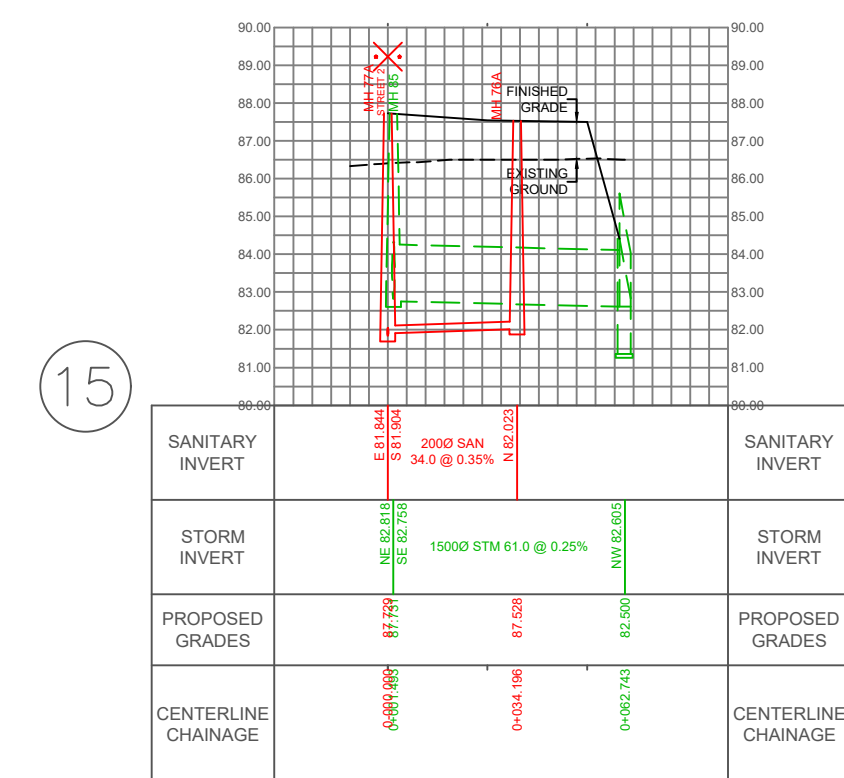 90.00 90.00
89.00 89.00
88.00 88.00
87.00 87.00
86.00 86.00
85.00 85.00
84.00 84.00
83.00 83.00
82.00 82.00
81.00 81.00
80.00 80.00
MH 77A
STREET 2
MH 85
MH 76A
FINISHED
GRADE
EXISTING
GROUND
15
SANITARY
INVERT
E 81.844
S 81.904
200Ø SAN
34.0 @ 0.35%
N 82.023
SANITARY
INVERT
STORM
INVERT
NE 82.818
SE 82.758
1500Ø STM 61.0 @ 0.25%
NW 82.605
STORM
INVERT
PROPOSED
GRADES
87.729
87.731
87.528
82.500
PROPOSED
GRADES
CENTERLINE
CHAINAGE
0+001.493
0+034.196
0+062.743
CENTERLINE
CHAINAGE